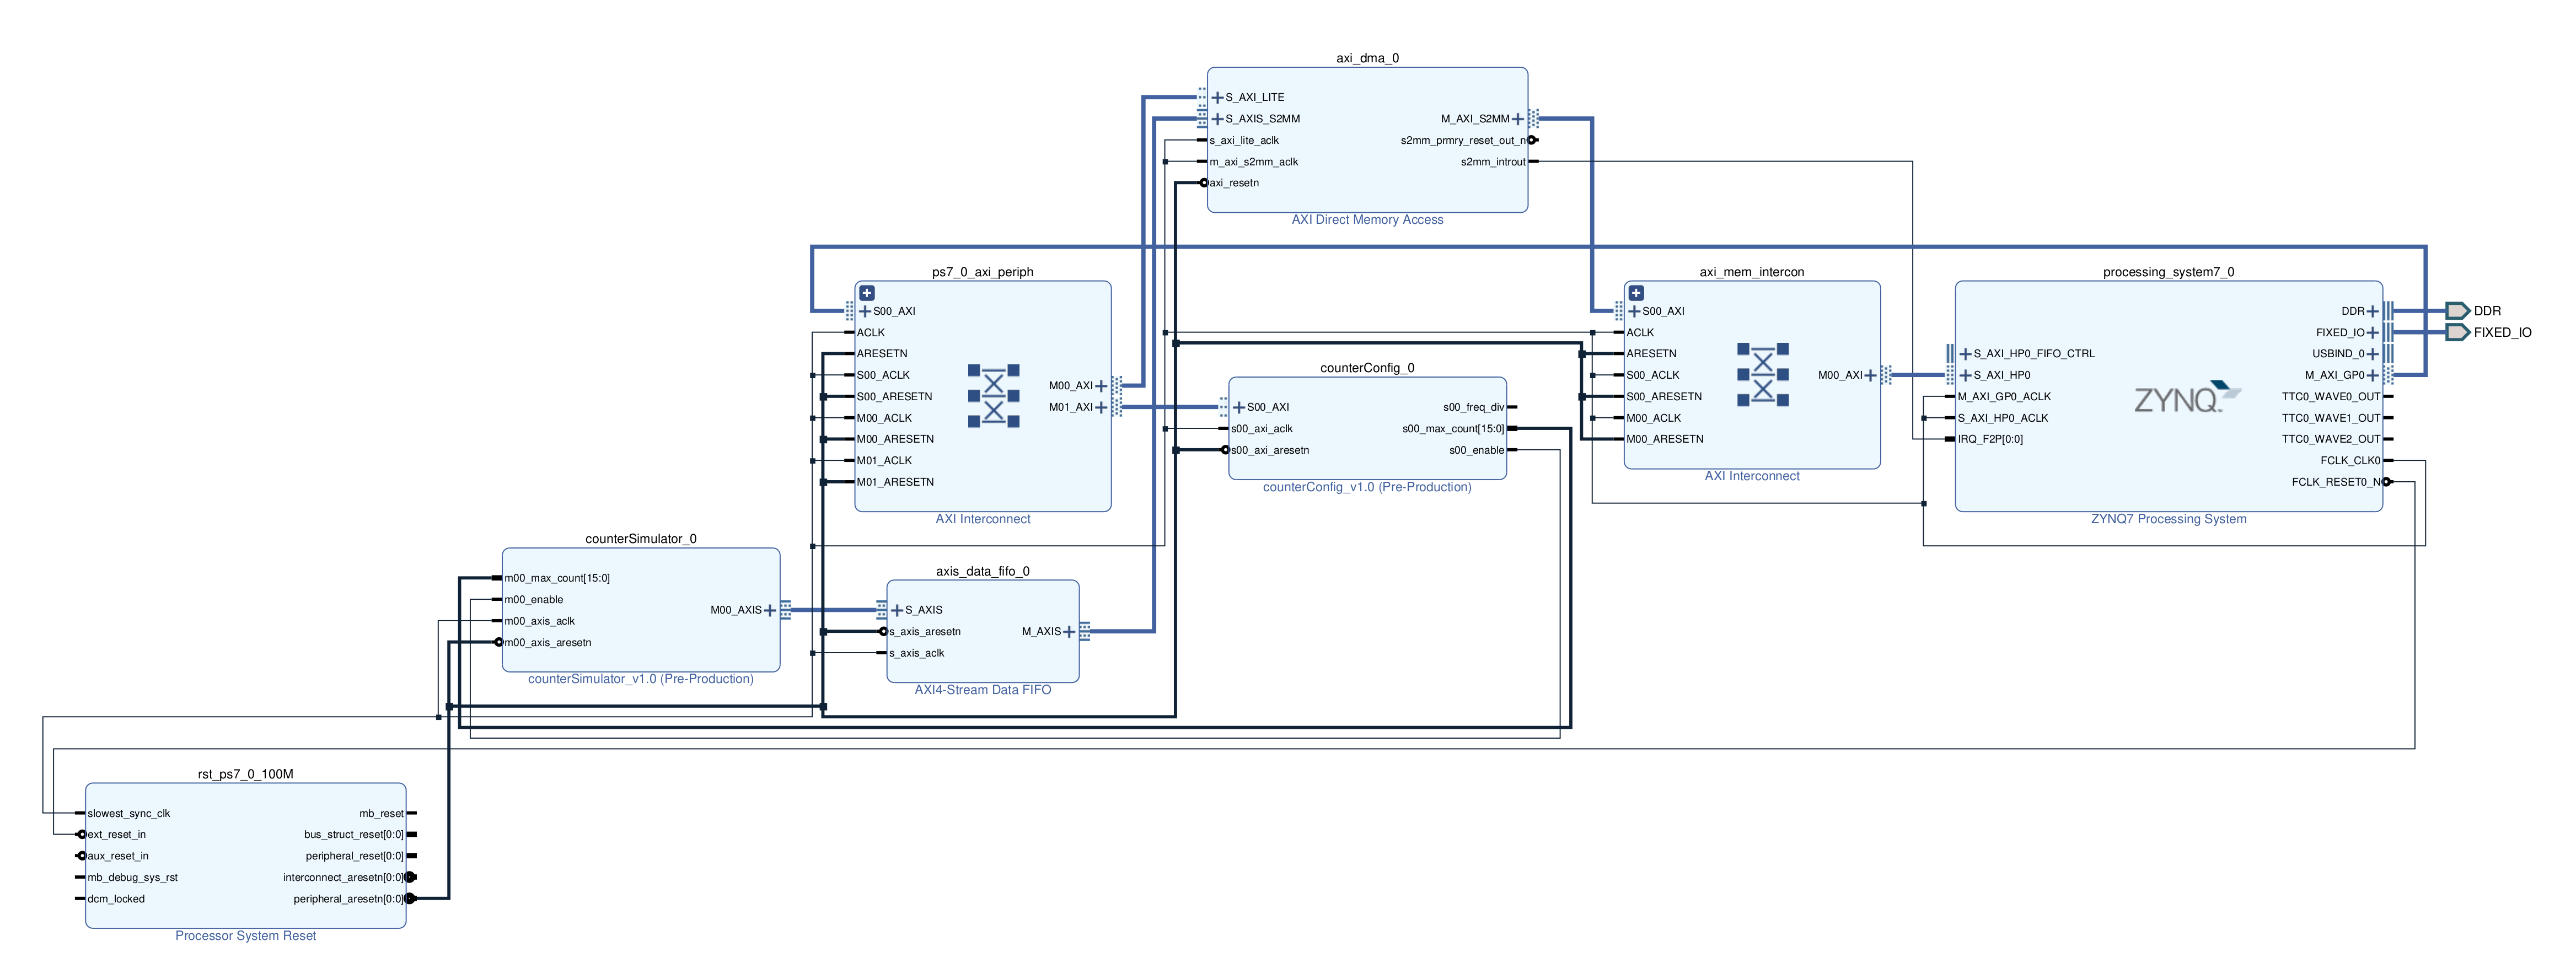 axi_dma_0
S_AXI_LITE
S_AXIS_S2MM
s_axi_lite_aclk
m_axi_s2mm_aclk
axi_resetn
M_AXI_S2MM
s2mm_prmry_reset_out_n
s2mm_introut
AXI Direct Memory Access
ps7_0_axi_periph
S00_AXI
ACLK
ARESETN
S00_ACLK
S00_ARESETN
M00_ACLK
M00_ARESETN
M01_ACLK
M01_ARESETN
M00_AXI
M01_AXI
AXI Interconnect
counterConfig_0
S00_AXI
s00_axi_aclk
s00_axi_aresetn
s00_freq_div
s00_max_count[15:0]
s00_enable
counterConfig_v1.0 (Pre-Production)
axi_mem_intercon
S00_AXI
ACLK
ARESETN
S00_ACLK
S00_ARESETN
M00_ACLK
M00_ARESETN
M00_AXI
AXI Interconnect
processing_system7_0
S_AXI_HP0_FIFO_CTRL
S_AXI_HP0
M_AXI_GP0_ACLK
S_AXI_HP0_ACLK
IRQ_F2P[0:0]
ZYNQ
DDR
FIXED_IO
USBIND_0
M_AXI_GP0
TTC0_WAVE0_OUT
TTC0_WAVE1_OUT
TTC0_WAVE2_OUT
FCLK_CLK0
FCLK_RESET0_N
ZYNQ7 Processing System
DDR
FIXED_IO
counterSimulator_0
m00_max_count[15:0]
m00_enable
m00_axis_aclk
m00_axis_aresetn
M00_AXIS
counterSimulator_v1.0 (Pre-Production)
axis_data_fifo_0
S_AXIS
s_axis_aresetn
s_axis_aclk
M_AXIS
AXI4-Stream Data FIFO
rst_ps7_0_100M
slowest_sync_clk
ext_reset_in
aux_reset_in
mb_debug_sys_rst
dcm_locked
mb_reset
bus_struct_reset[0:0]
peripheral_reset[0:0]
interconnect_aresetn[0:0]
peripheral_aresetn[0:0]
Processor System Reset